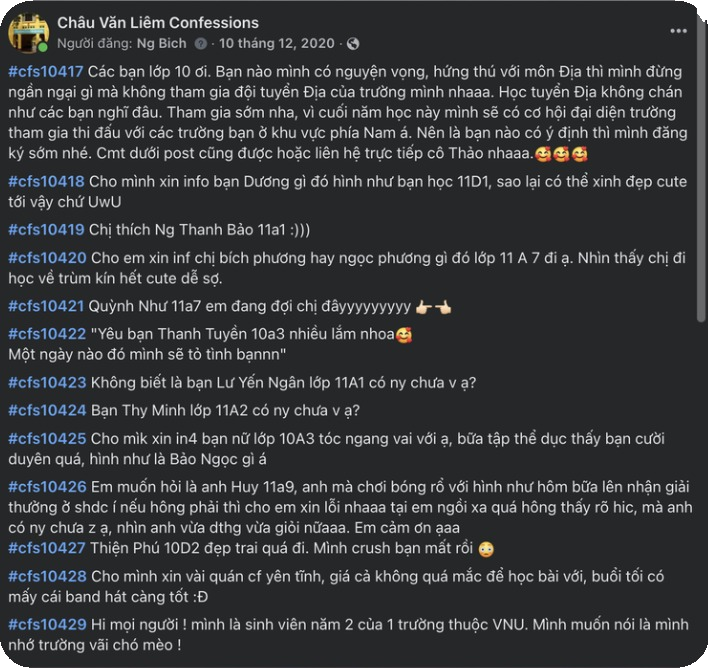 Châu Văn Liêm Confessions
Người đăng: Ng Bich · 10 tháng 12, 2020 ·
#cfs10417 Các bạn lớp 10 ơi. Bạn nào mình có nguyện vọng, hứng thú với môn Địa thì mình đừng
ngần ngại gì mà không tham gia đội tuyển Địa của trường mình nhaaa. Học tuyển Địa không chán
như các bạn nghĩ đâu. Tham gia sớm nha, vì cuối năm học này mình sẽ có cơ hội đại diện trường
tham gia thi đấu với các trường bạn ở khu vực phía Nam á. Nên là bạn nào có ý định thì mình đăng
ký sớm nhé. Cmt dưới post cũng được hoặc liên hệ trực tiếp cô Thảo nhaaa.🥰🥰🥰
#cfs10418 Cho mình xin info bạn Dương gì đó hình như bạn học 11D1, sao lại có thể xinh đẹp cute
tới vậy chứ UwU
#cfs10419 Chị thích Ng Thanh Bảo 11a1 :)))
#cfs10420 Cho em xin inf chị bích phương hay ngọc phương gì đó lớp 11 A 7 đi ạ. Nhìn thấy chị đi
học về trùm kín hết cute dễ sợ.
#cfs10421 Quỳnh Như 11a7 em đang đợi chị đâyyyyyyyyy 👉🏻👈🏻
#cfs10422 "Yêu bạn Thanh Tuyền 10a3 nhiều lắm nhoa🥰
Một ngày nào đó mình sẽ tỏ tình bạnnn"
#cfs10423 Không biết là bạn Lư Yến Ngân lớp 11A1 có ny chưa v ạ?
#cfs10424 Bạn Thy Minh lớp 11A2 có ny chưa v ạ?
#cfs10425 Cho mìk xin in4 bạn nữ lớp 10A3 tóc ngang vai với ạ, bữa tập thể dục thấy bạn cười
duyên quá, hình như là Bảo Ngọc gì á
#cfs10426 Em muốn hỏi là anh Huy 11a9, anh mà chơi bóng rổ với hình như hôm bữa lên nhận giải
thưởng ở shdc í nếu hông phải thì cho em xin lỗi nhaaa tại em ngồi xa quá hông thấy rõ hic, mà anh
có ny chưa z ạ, nhìn anh vừa dthg vừa giỏi nữaaa. Em cảm ơn ạaa
#cfs10427 Thiện Phú 10D2 đẹp trai quá đi. Mình crush bạn mất rồi 😳
#cfs10428 Cho mình xin vài quán cf yên tĩnh, giá cả không quá mắc để học bài với, buổi tối có
mấy cái band hát càng tốt :Đ
#cfs10429 Hi mọi người ! mình là sinh viên năm 2 của 1 trường thuộc VNU. Mình muốn nói là mình
nhớ trường vãi chó mèo !